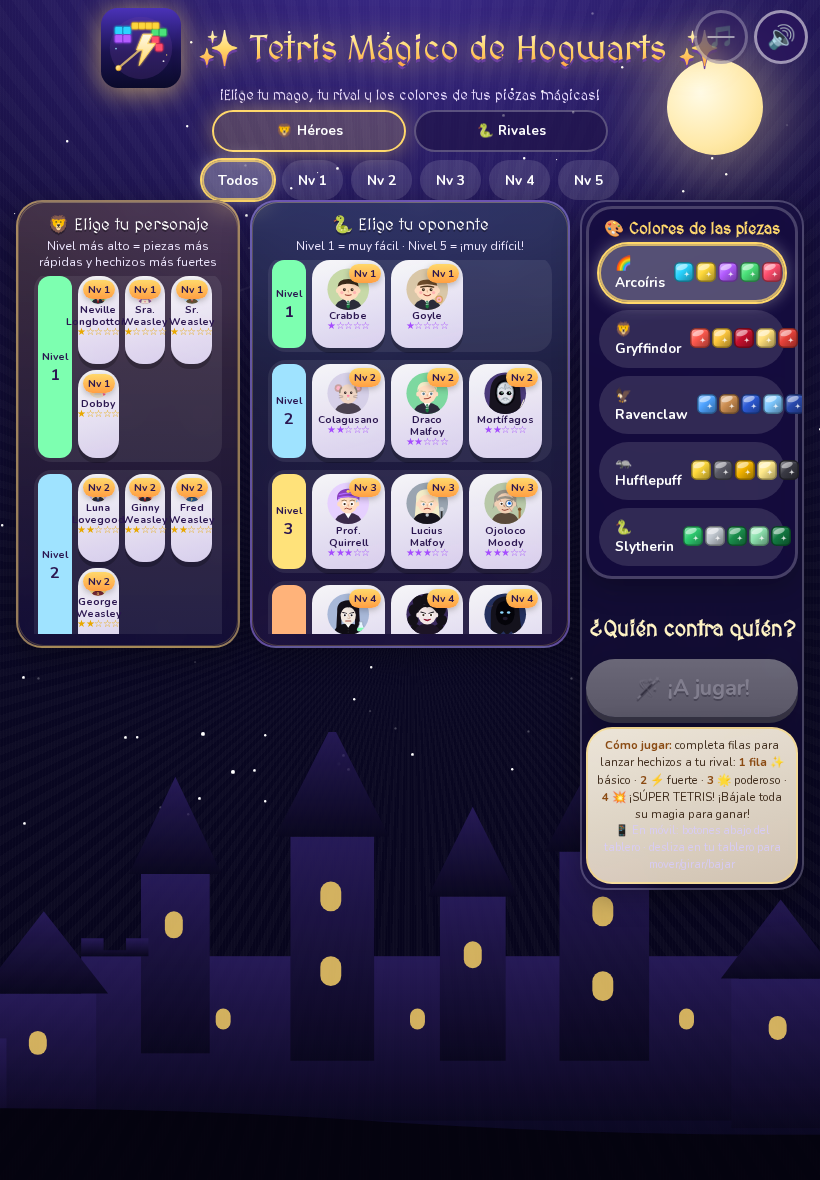 ✨ Tetris Mágico de Hogwarts ✨
¡Elige tu mago, tu rival y los colores de tus piezas mágicas!
🦁 Héroes
🐍 Rivales
Todos
Nv 1
Nv 2
Nv 3
Nv 4
Nv 5
🦁 Elige tu personaje
Nivel más alto = piezas más
rápidas y hechizos más fuertes
Nivel
1
Nv 1
Neville
Longbottom
★☆☆☆☆
Nv 1
Sra.
Weasley
★☆☆☆☆
Nv 1
Sr.
Weasley
★☆☆☆☆
Nv 1
Dobby
★☆☆☆☆
Nivel
2
Nv 2
Luna
ovegoo
★★☆☆☆
Nv 2
Ginny
Weasley
★★☆☆☆
Nv 2
Fred
Weasley
★★☆☆☆
Nv 2
George
Weasley
★★☆☆☆
🐍 Elige tu oponente
Nivel 1 = muy fácil · Nivel 5 = ¡muy difícil!
Nivel
1
Nv 1
Crabbe
★☆☆☆☆
Nv 1
Goyle
★☆☆☆☆
Nivel
2
Nv 2
Colagusano
★★☆☆☆
Nv 2
Draco
Malfoy
★★☆☆☆
Nv 2
Mortífagos
★★☆☆☆
Nivel
3
Nv 3
Prof.
Quirrell
★★★☆☆
Nv 3
Lucius
Malfoy
★★★☆☆
Nv 3
Ojoloco
Moody
★★★☆☆
Nv 4
Nv 4
Nv 4
🎨 Colores de las piezas
🌈
Arcoíris
🦁
Gryffindor
🦅
Ravenclaw
🦡
Hufflepuff
🐍
Slytherin
¿Quién contra quién?
🪄 ¡A jugar!
Cómo jugar: completa filas para
lanzar hechizos a tu rival: 1 fila ✨
básico · 2 ⚡ fuerte · 3 🌟 poderoso ·
4 💥 ¡SÚPER TETRIS! ¡Bájale toda
su magia para ganar!